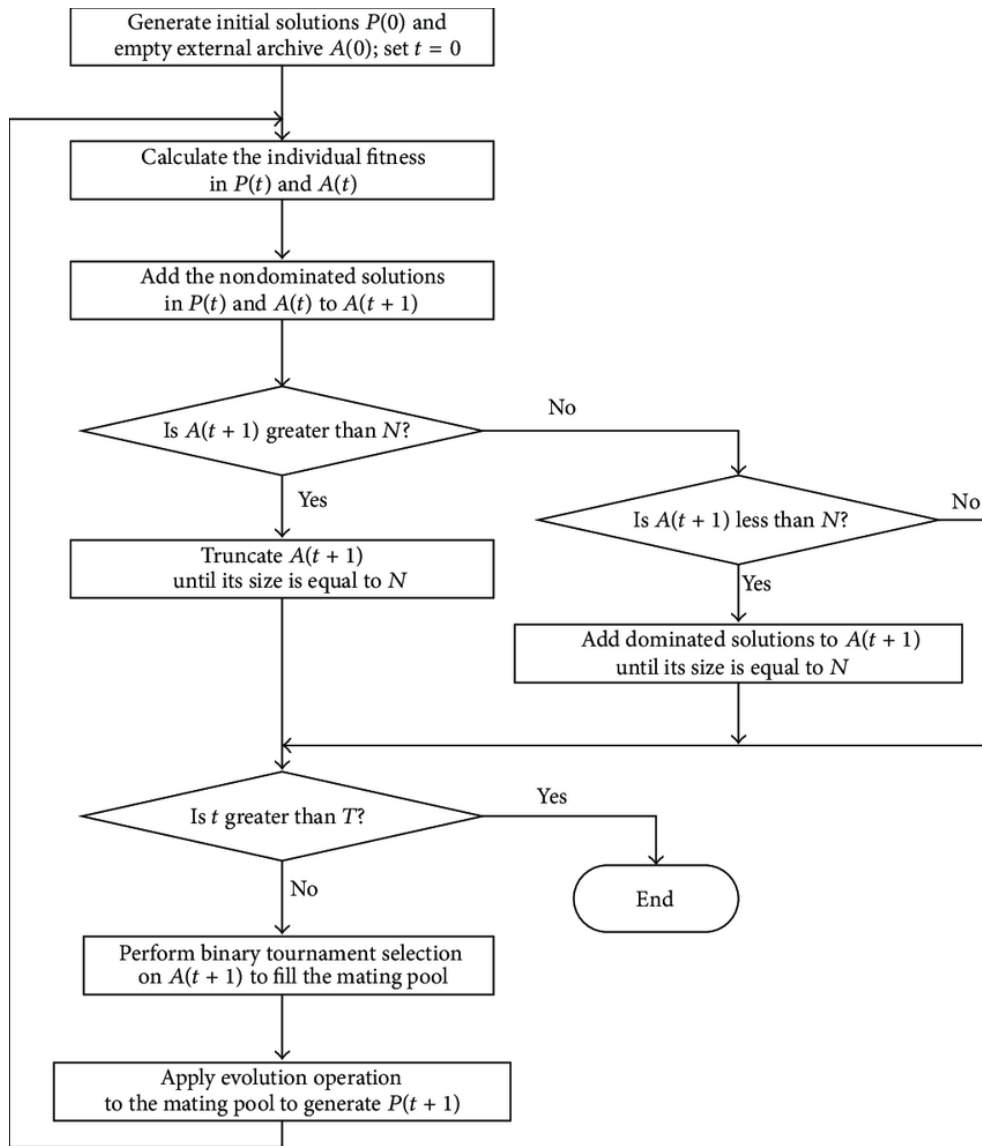 Generate initial solutions P(0) and
empty external archive A(0); set t = 0
Calculate the individual fitness
in P(t) and A(t)
Add the nondominated solutions
in P(t) and A(t) to A(t + 1)
Is A(t + 1) greater than N?
No
Yes
Is A(t + 1) less than N?
No
Truncate A(t + 1)
until its size is equal to N
Yes
Add dominated solutions to A(t + 1)
until its size is equal to N
Is t greater than T?
Yes
End
No
Perform binary tournament selection
on A(t + 1) to fill the mating pool
Apply evolution operation
to the mating pool to generate P(t + 1)